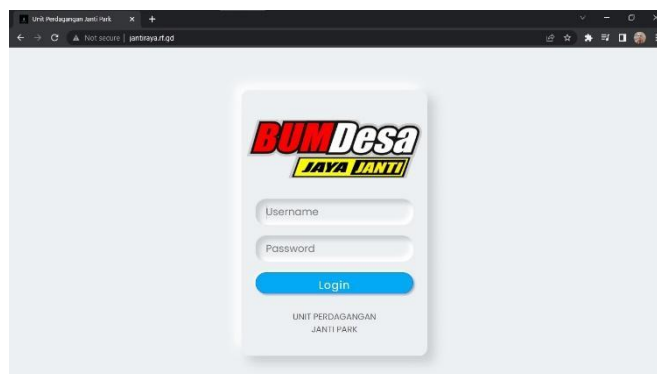 Unit Perdagangan Janti Park
Not secure | jantiraya.rf.gd
BUMDesa
JAYA JANTI
Username
Password
Login
UNIT PERDAGANGAN
JANTI PARK